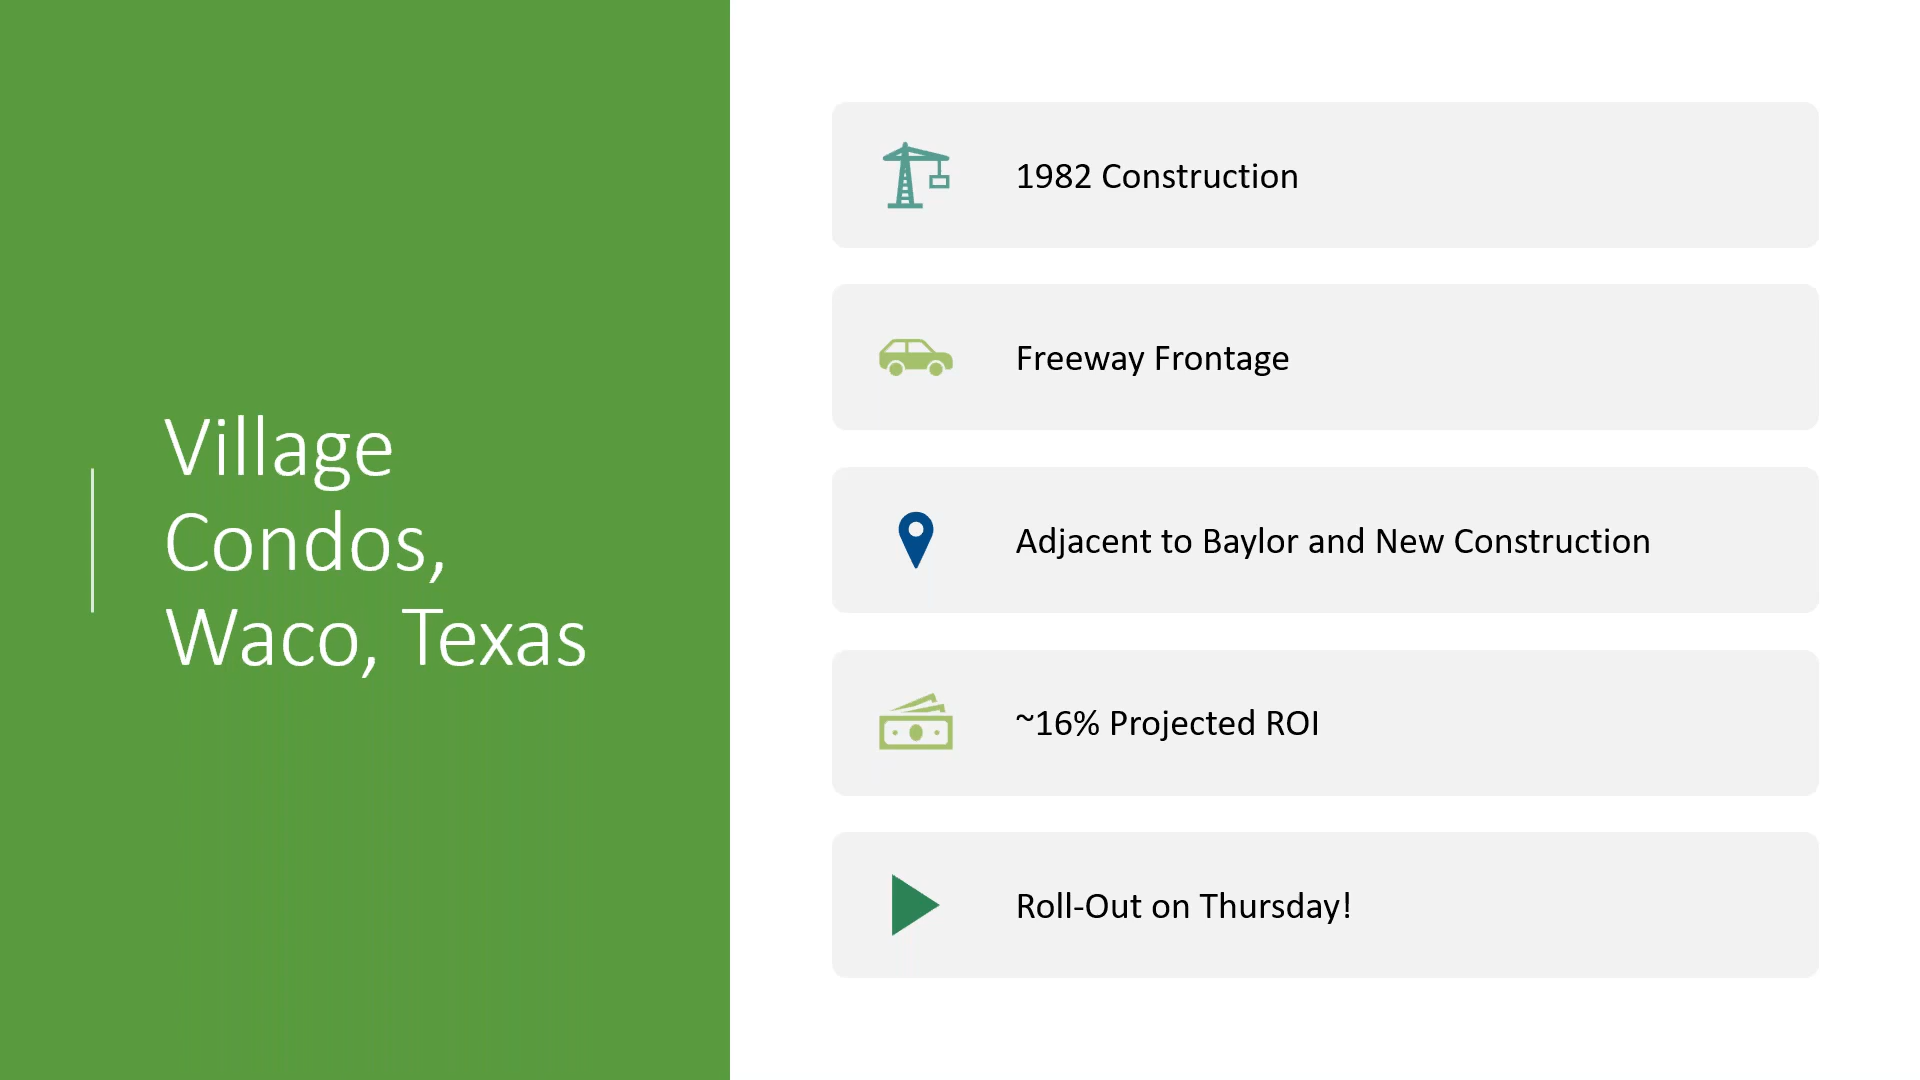 Village
Condos,
Waco, Texas
1982 Construction
Freeway Frontage
Adjacent to Baylor and New Construction
~16% Projected ROI
Roll-Out on Thursday!